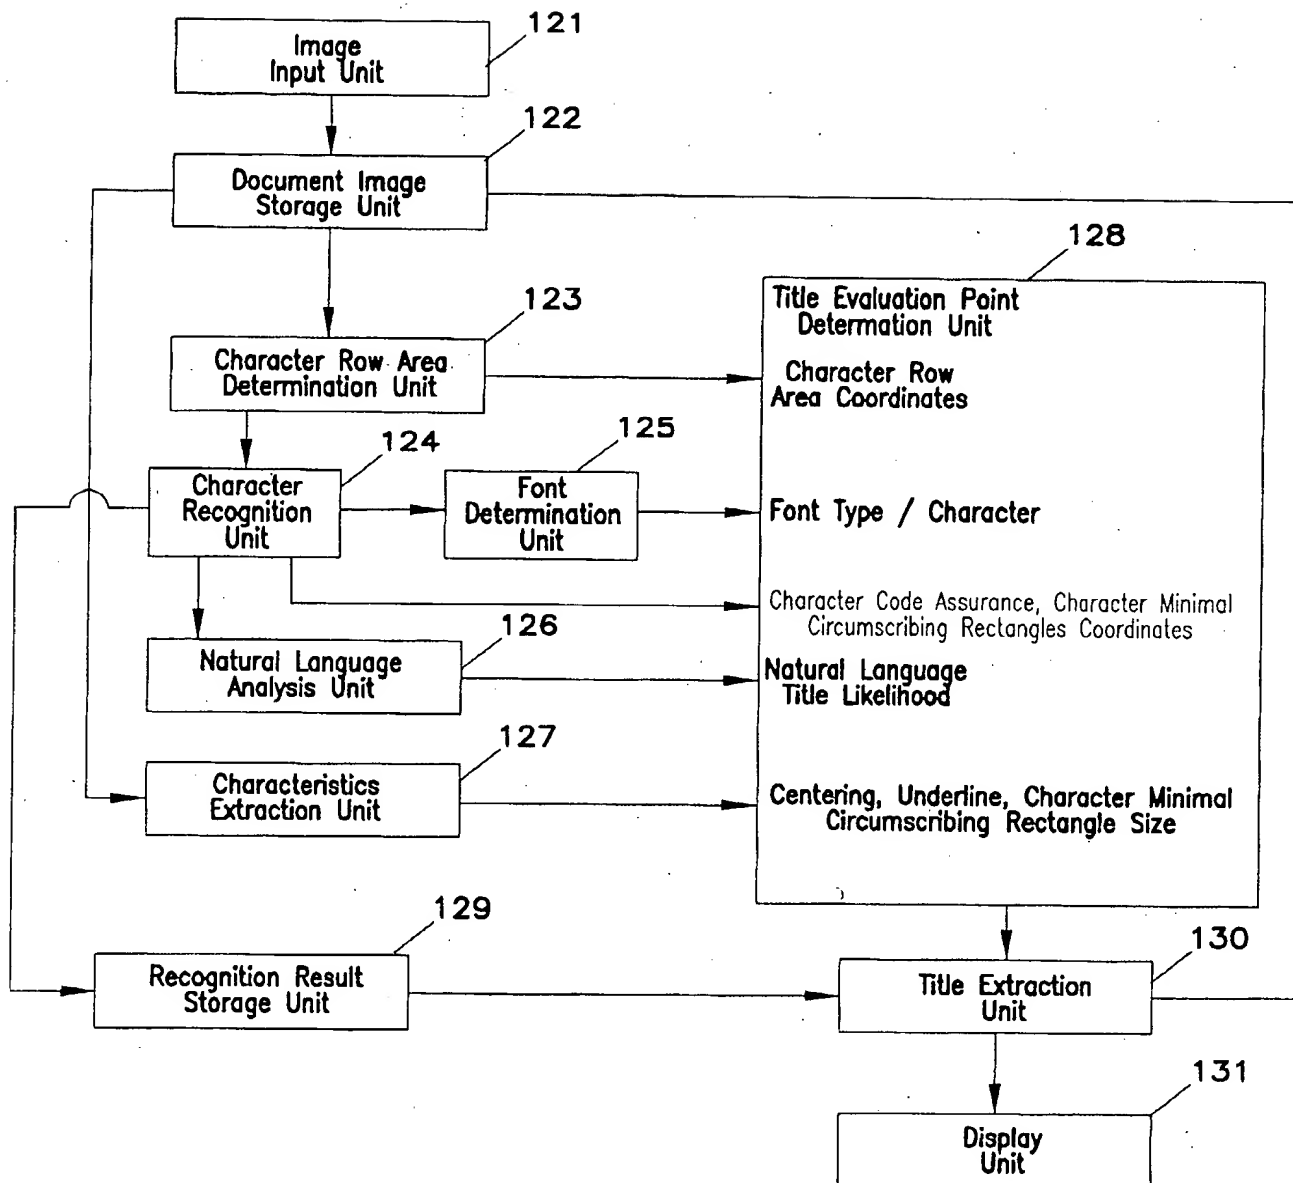 121
Image
Input Unit
122
Document Image
Storage Unit
128
Title Evaluation Point
Determation Unit
123
Character Row Area
Determination Unit
Character Row
Area Coordinates
124
Character
Recognition
Unit
125
Font
Determination
Unit
Font Type / Character
Character Code Assurance, Character Minimal
Circumscribing Rectangles Coordinates
126
Natural Language
Analysis Unit
Natural Language
Title Likelihood
127
Characteristics
Extraction Unit
Centering, Underline, Character Minimal
Circumscribing Rectangle Size
129
Recognition Result
Storage Unit
130
Title Extraction
Unit
131
Display
Unit